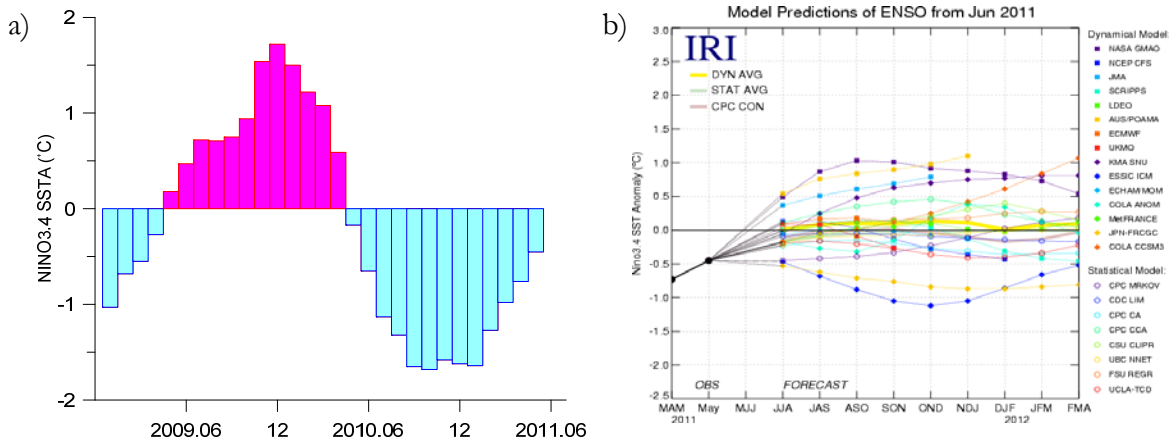 a)
2
1
0
-1
-2
NINO3.4 SSTA (˚C)
2009.06
12
2010.06
12
2011.06
b)
Model Predictions of ENSO from Jun 2011
IRI
DYN AVG
STAT AVG
CPC CON
3.0
2.5
2.0
1.5
1.0
0.5
0.0
-0.5
-1.0
-1.5
-2.0
-2.5
Nino3.4 SST Anomaly (ºC)
OBS
FORECAST
MAM
May
MJJ
JJA
JAS
ASO
SON
OND
NDJ
DJF
JFM
FMA
2011
2012
Dynamical Model:
NASA GMAO
NCEP CFS
JMA
SCRIPPS
LDEO
AUS/POAMA
ECMWF
UKMO
KMA SNU
ESSIC ICM
ECHAM/MOM
COLA ANOM
MetFRANCE
JPN-FRCGC
COLA CCSM3
Statistical Model:
CPC MRKOV
CDC LIM
CPC CA
CPC CCA
CSU CLIPR
UBC NNET
FSU REGR
UCLA-TCD